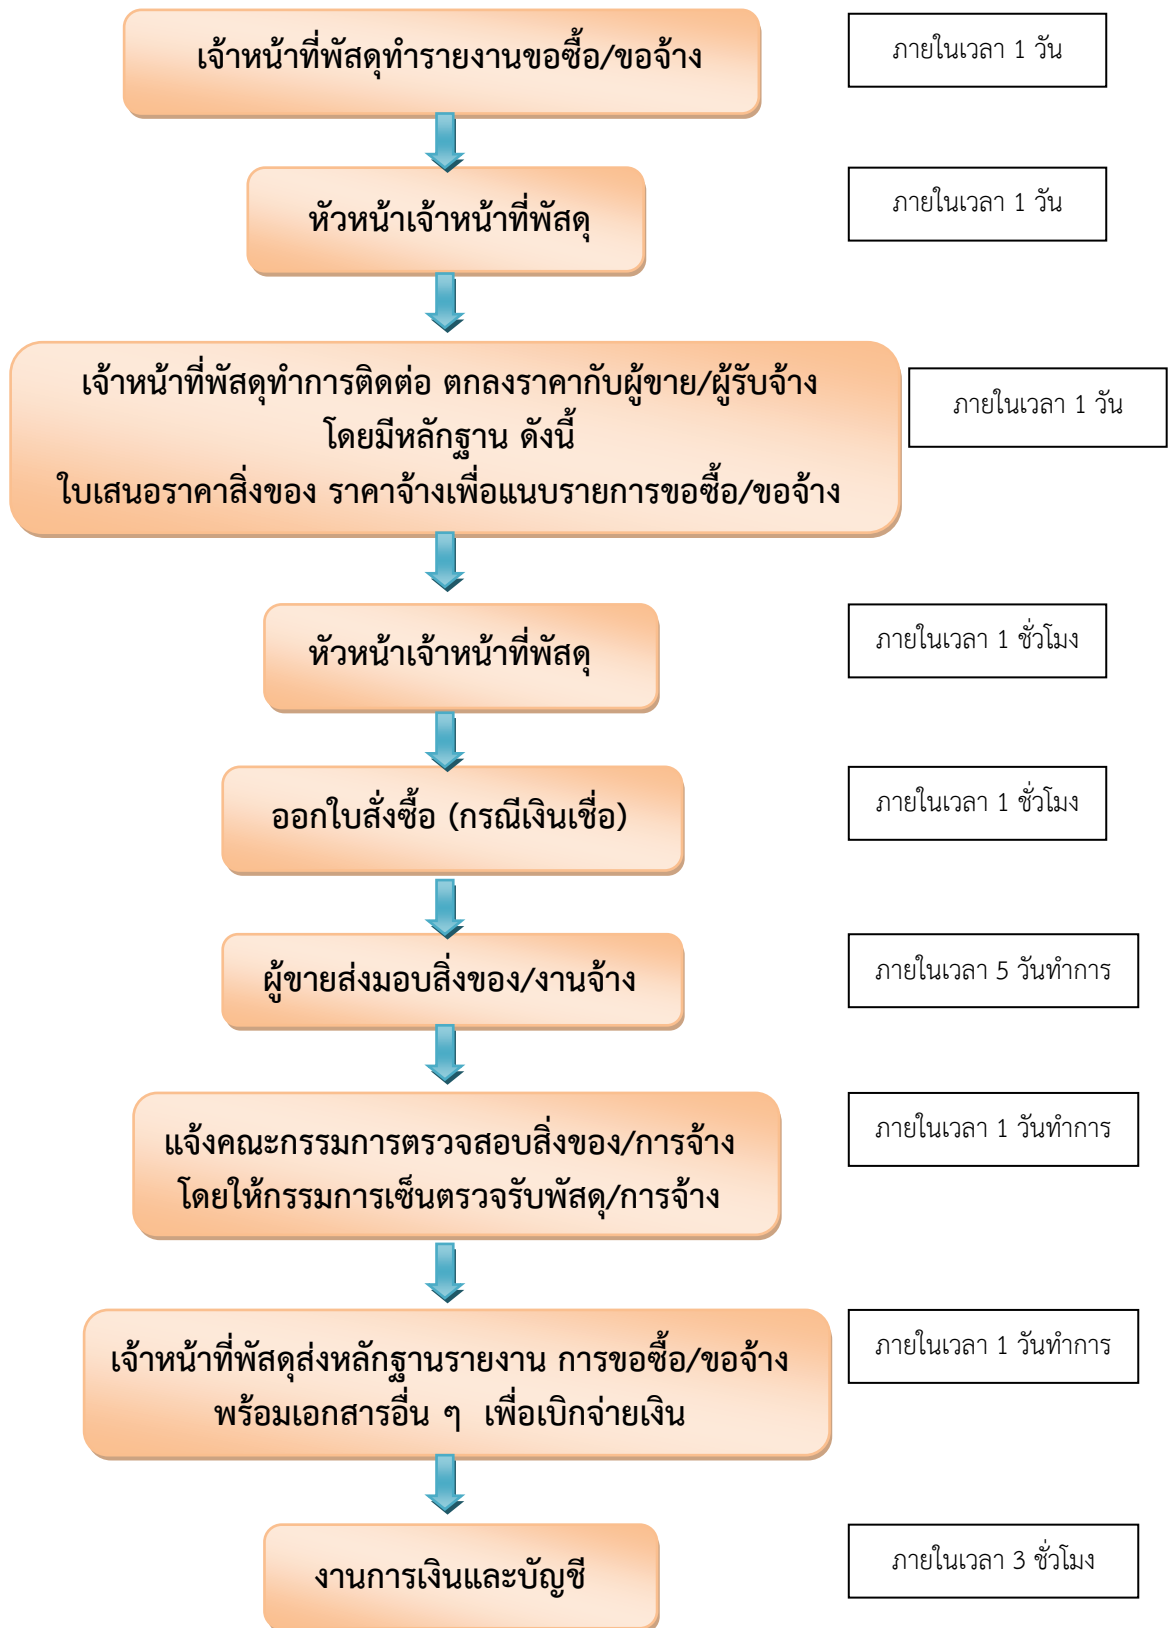 เจ้าหน้าที่พัสดุทำรายงานขอซื้อ/ขอจ้าง
ภายในเวลา 1 วัน
หัวหน้าเจ้าหน้าที่พัสดุ
ภายในเวลา 1 วัน
เจ้าหน้าที่พัสดุทำการติดต่อ ตกลงราคากับผู้ขาย/ผู้รับจ้าง
โดยมีหลักฐาน ดังนี้
ใบเสนอราคาสิ่งของ ราคาจ้างเพื่อแนบรายการขอซื้อ/ขอจ้าง
ภายในเวลา 1 วัน
หัวหน้าเจ้าหน้าที่พัสดุ
ภายในเวลา 1 ชั่วโมง
ออกใบสั่งซื้อ (กรณีเงินเชื่อ)
ภายในเวลา 1 ชั่วโมง
ผู้ขายส่งมอบสิ่งของ/งานจ้าง
ภายในเวลา 5 วันทำการ
แจ้งคณะกรรมการตรวจสอบสิ่งของ/การจ้าง
โดยให้กรรมการเซ็นตรวจรับพัสดุ/การจ้าง
ภายในเวลา 1 วันทำการ
เจ้าหน้าที่พัสดุส่งหลักฐานรายงาน การขอซื้อ/ขอจ้าง
พร้อมเอกสารอื่น ๆ เพื่อเบิกจ่ายเงิน
ภายในเวลา 1 วันทำการ
งานการเงินและบัญชี
ภายในเวลา 3 ชั่วโมง